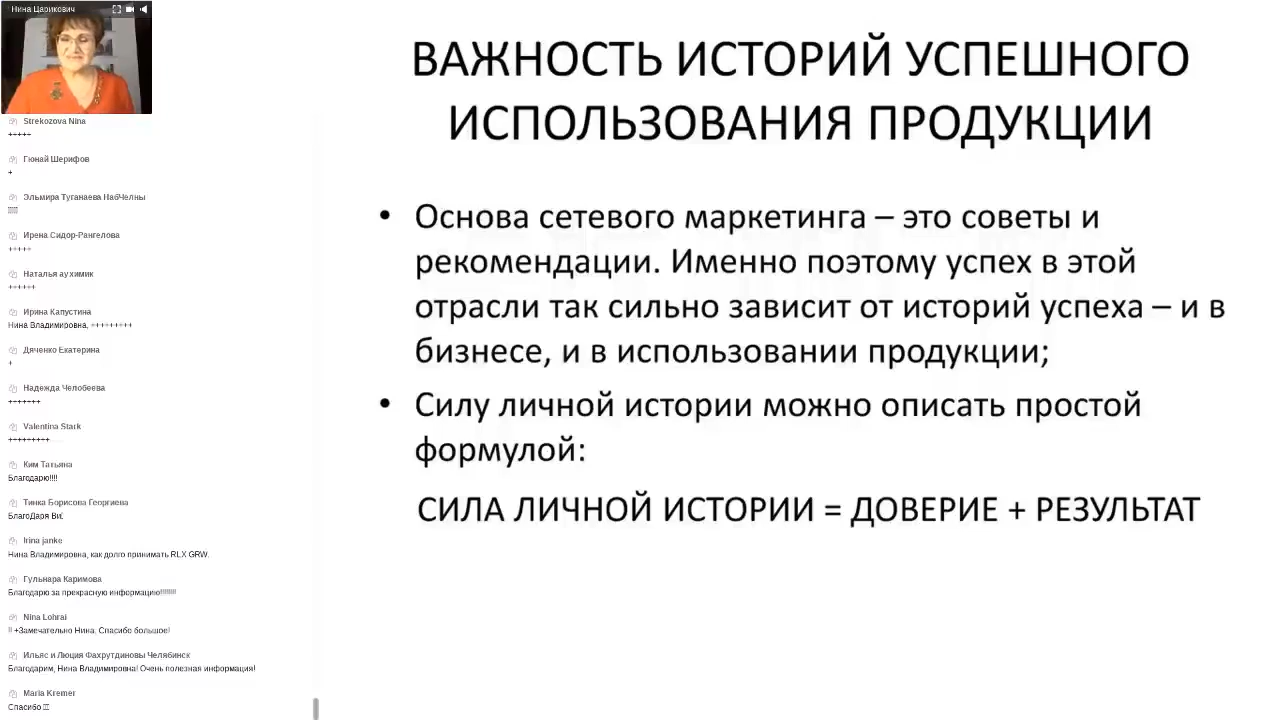 Нина Царикович
Strekozova Nina
+++++
Гюнай Шерифов
+
Эльмира Туганаева НабЧелны
Ирена Сидор-Рангелова
+++++
Наталья аухимик
++++++
Ирина Капустина
Нина Владимировна, +++++++++
Дяченко Екатерина
+
Надежда Челобеева
+++++++
Valentina Stark
+++++++++
Ким Татьяна
Благодарю!!!!
Тинка Борисова Георгиева
БлагоДаря Ви
Irina janke
Нина Владимировна, как долго принимать RLX GRW.
Гульнара Каримова
Благодарю за прекрасную информацию!!!!!!!!
Nina Lohrai
!! +Замечательно Нина. Спасибо большое!
Ильяс и Люция Фахрутдиновы Челябинск
Благодарим, Нина Владимировна! Очень полезная информация!
Maria Kremer
Спасибо
ВАЖНОСТЬ ИСТОРИЙ УСПЕШНОГО
ИСПОЛЬЗОВАНИЯ ПРОДУКЦИИ
• Основа сетевого маркетинга – это советы и
рекомендации. Именно поэтому успех в этой
отрасли так сильно зависит от историй успеха – и в
бизнесе, и в использовании продукции;
• Силу личной истории можно описать простой
формулой:
СИЛА ЛИЧНОЙ ИСТОРИИ = ДОВЕРИЕ + РЕЗУЛЬТАТ